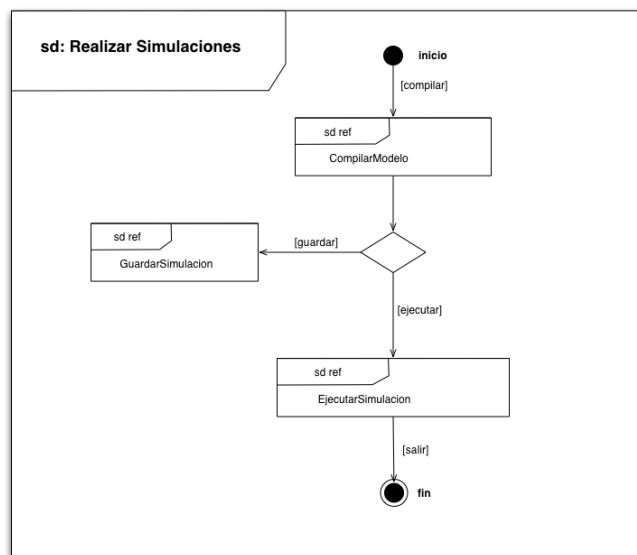 sd: Realizar Simulaciones
inicio
[compilar]
sd ref
CompilarModelo
[guardar]
sd ref
GuardarSimulacion
[ejecutar]
sd ref
EjecutarSimulacion
[salir]
fin